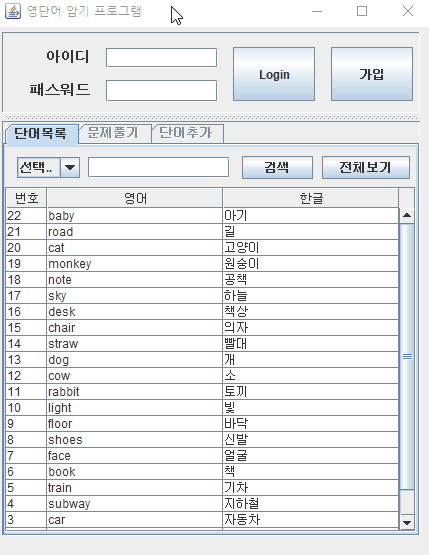 영단어 암기 프로그램
아이디
Login
가입
패스워드
단어목록 문제풀기 단어추가
선택.. 검색 전체보기
번호 영어 한글
22 baby 아기
21 road 길
20 cat 고양이
19 monkey 원숭이
18 note 공책
17 sky 하늘
16 desk 책상
15 chair 의자
14 straw 빨대
13 dog 개
12 cow 소
11 rabbit 토끼
10 light 빛
9 floor 바닥
8 shoes 신발
7 face 얼굴
6 book 책
5 train 기차
4 subway 지하철
3 car 자동차